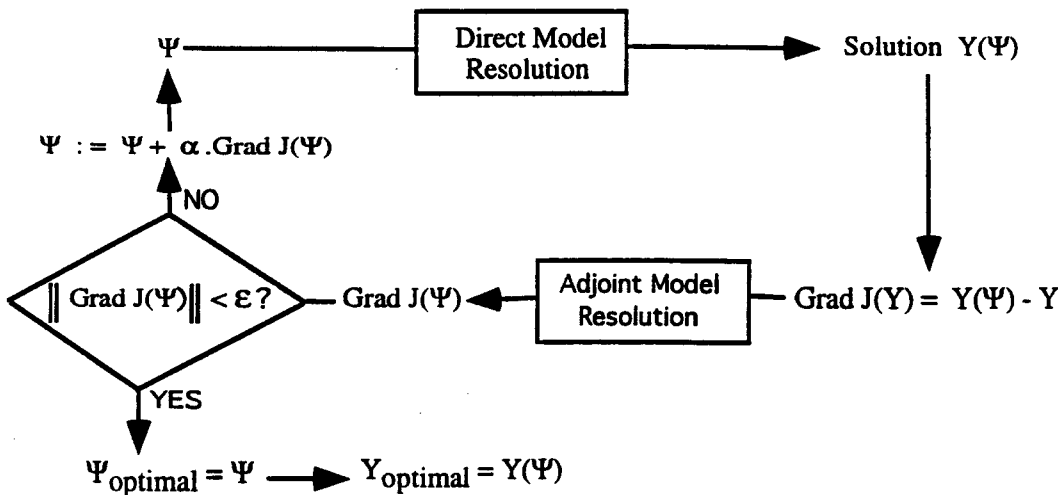 Ψ
Direct Model
Resolution
Solution Y(Ψ)
Ψ := Ψ + α .Grad J(Ψ)
NO
‖ Grad J(Ψ)‖ < ε ?
Grad J(Ψ)
Adjoint Model
Resolution
Grad J(Y) = Y(Ψ) - Y
YES
Ψoptimal = Ψ
Yoptimal = Y(Ψ)